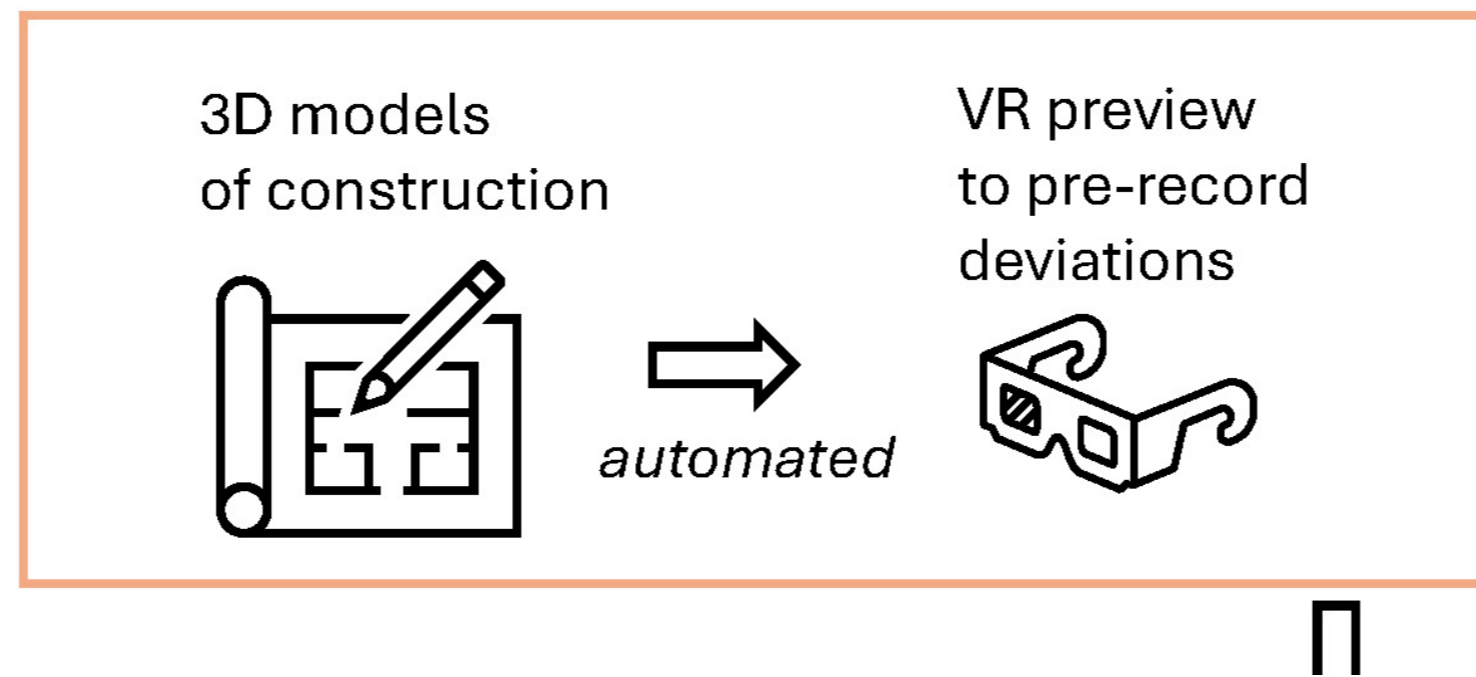 3D models
of construction
VR preview
to pre-record
deviations
automated